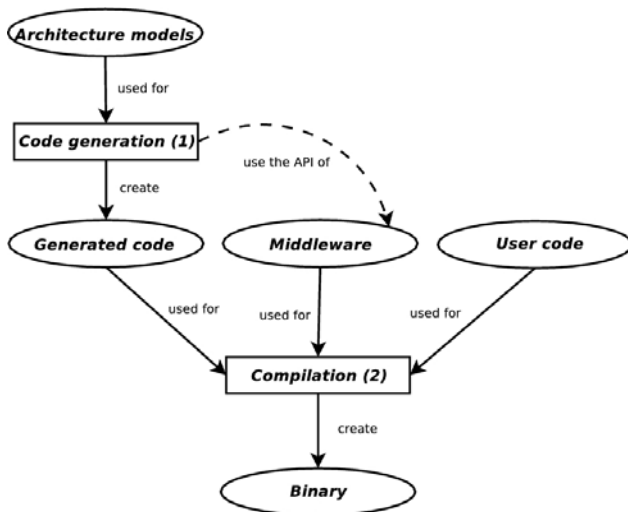 Architecture models
used for
Code generation (1)
use the API of
create
Generated code
Middleware
User code
used for
used for
used for
Compilation (2)
create
Binary